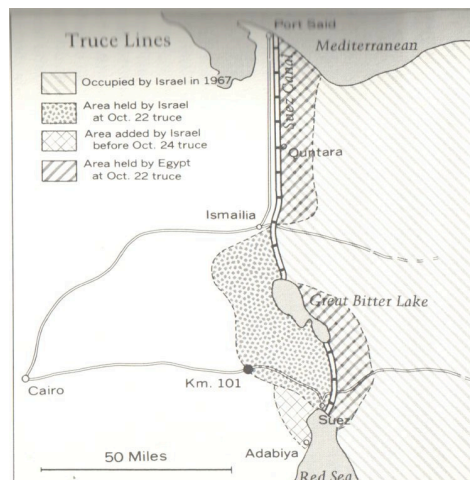 Port Said
Truce Lines
Mediterranean
Occupied by Israel in 1967
Area held by Israel
at Oct. 22 truce
Suez Canal
Area added by Israel
before Oct. 24 truce
Quntara
Area held by Egypt
at Oct. 22 truce
Ismailia
Great Bitter Lake
Km. 101
Cairo
Suez
50 Miles
Adabiya
Red Sea